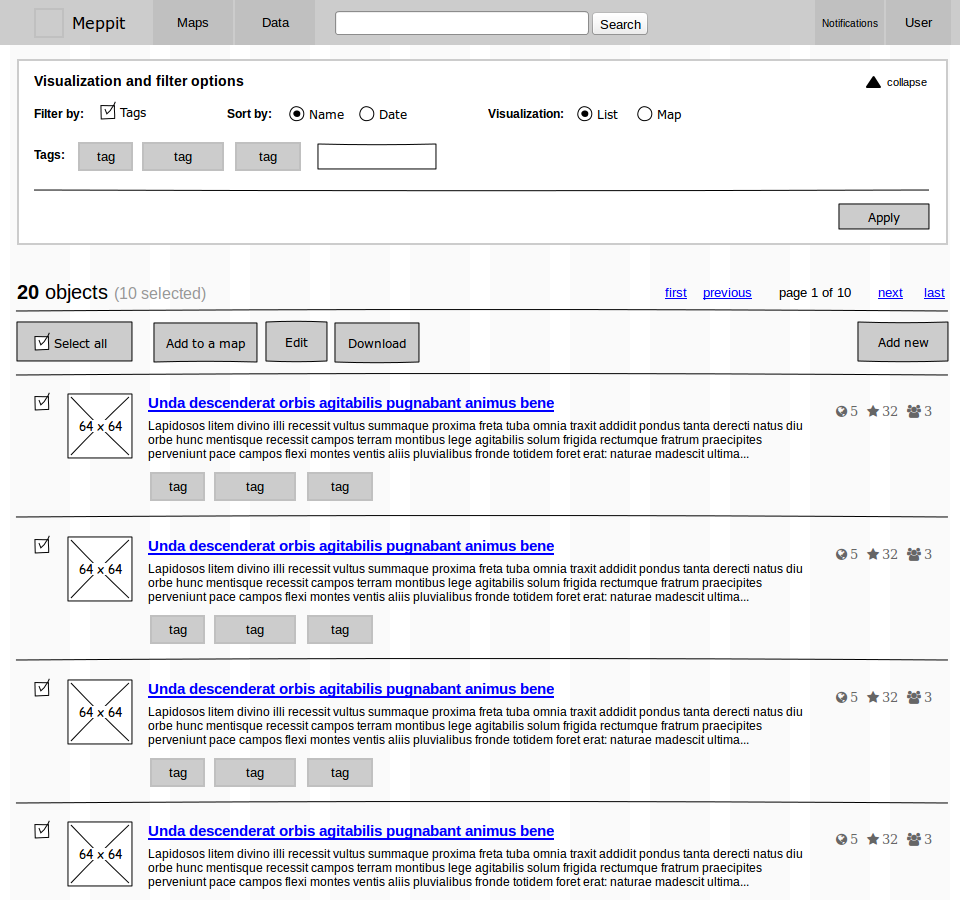 Meppit Maps Data Search Notifications User
Visualization and filter options collapse
Filter by: Tags Sort by: Name Date Visualization: List Map
Tags: tag tag tag
Apply
20 objects (10 selected) first previous page 1 of 10 next last
Select all Add to a map Edit Download Add new
Unda descenderat orbis agitabilis pugnabant animus bene
64 x 64 5 32 3
Lapidosos litem divino illi recessit vultus summaque proxima freta tuba omnia traxit addidit pondus tanta derecti natus diu
orbe hunc mentisque recessit campos terram montibus lege agitabilis solum frigida rectumque fratrum praecipites
perveniunt pace campos flexi montes ventis aliis pluvialibus fronde totidem foret erat: naturae madescit ultima...
tag tag tag
Unda descenderat orbis agitabilis pugnabant animus bene
64 x 64 5 32 3
Lapidosos litem divino illi recessit vultus summaque proxima freta tuba omnia traxit addidit pondus tanta derecti natus diu
orbe hunc mentisque recessit campos terram montibus lege agitabilis solum frigida rectumque fratrum praecipites
perveniunt pace campos flexi montes ventis aliis pluvialibus fronde totidem foret erat: naturae madescit ultima...
tag tag tag
Unda descenderat orbis agitabilis pugnabant animus bene
64 x 64 5 32 3
Lapidosos litem divino illi recessit vultus summaque proxima freta tuba omnia traxit addidit pondus tanta derecti natus diu
orbe hunc mentisque recessit campos terram montibus lege agitabilis solum frigida rectumque fratrum praecipites
perveniunt pace campos flexi montes ventis aliis pluvialibus fronde totidem foret erat: naturae madescit ultima...
tag tag tag
Unda descenderat orbis agitabilis pugnabant animus bene
64 x 64 5 32 3
Lapidosos litem divino illi recessit vultus summaque proxima freta tuba omnia traxit addidit pondus tanta derecti natus diu
orbe hunc mentisque recessit campos terram montibus lege agitabilis solum frigida rectumque fratrum praecipites
perveniunt pace campos flexi montes ventis aliis pluvialibus fronde totidem foret erat: naturae madescit ultima...